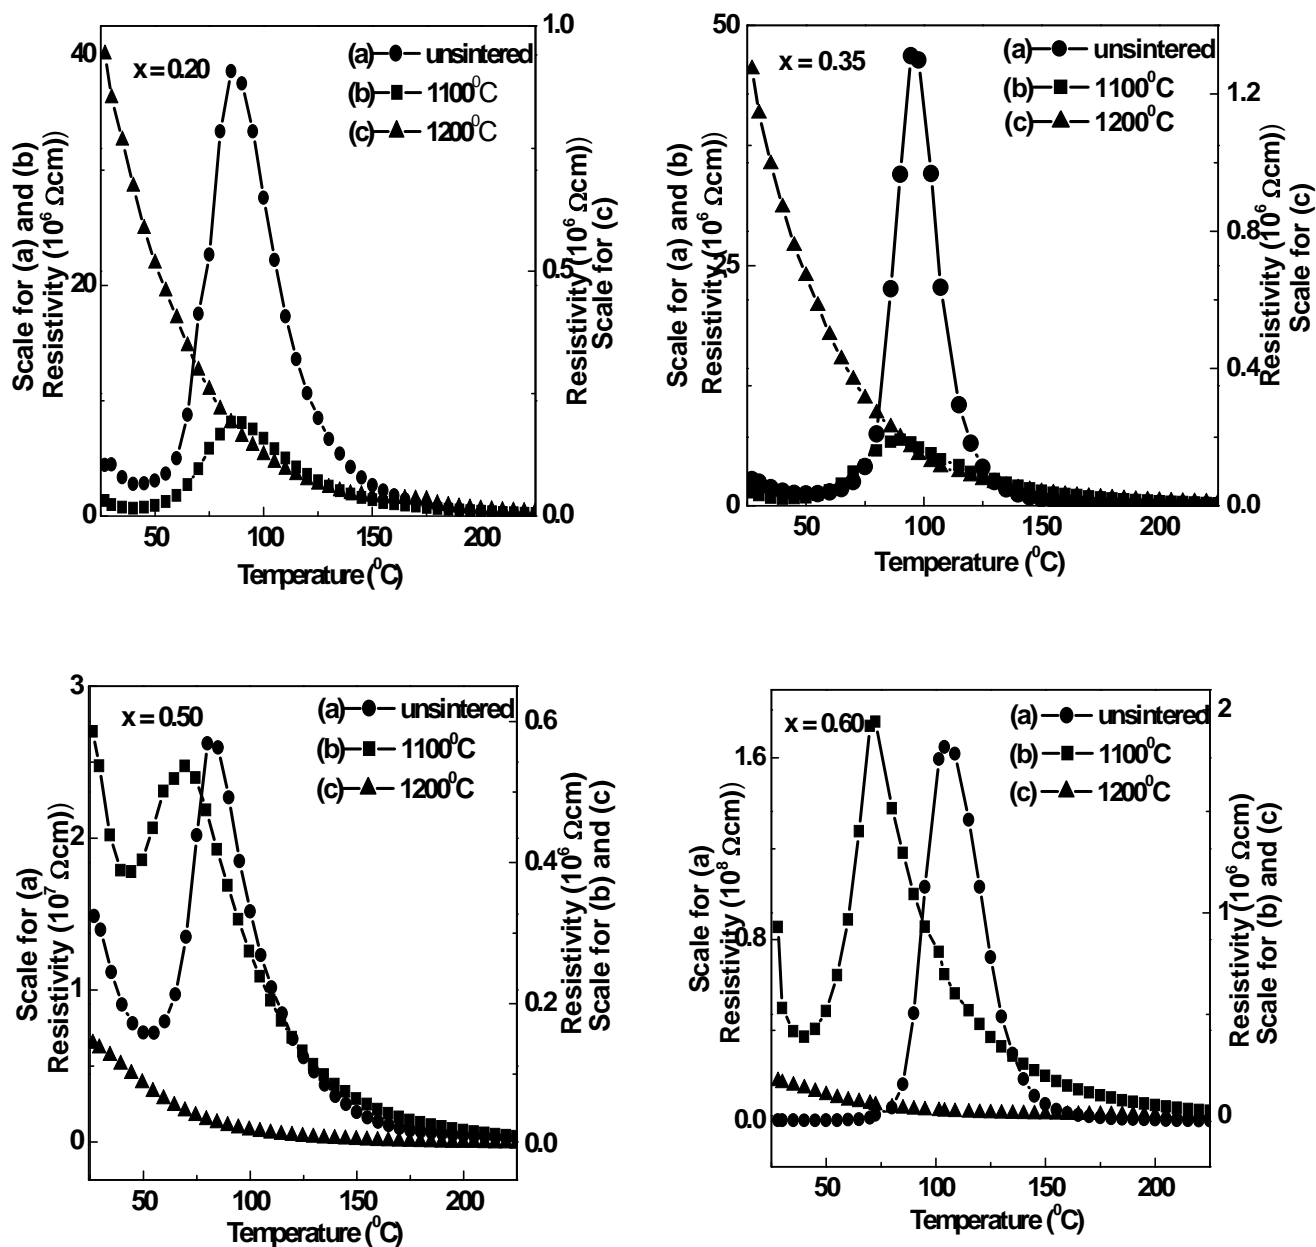 x = 0.20
(a) unsintered
(b) 1100⁰C
(c) 1200⁰C
Scale for (a) and (b)
Resistivity (10⁶ Ωcm))
40
20
0
1.0
0.5
0.0
Resistivity (10⁶ Ωcm))
Scale for (c)
50 100 150 200
Temperature (⁰C)
x = 0.35
(a) unsintered
(b) 1100⁰C
(c) 1200⁰C
Scale for (a) and (b)
Resistivity (10⁶ Ωcm))
50
25
0
1.2
0.8
0.4
0.0
Resistivity (10⁶ Ωcm))
Scale for (c)
50 100 150 200
Temperature (⁰C)
x = 0.50
(a) unsintered
(b) 1100⁰C
(c) 1200⁰C
Scale for (a)
Resistivity (10⁷ Ωcm))
3
2
1
0
0.6
0.4
0.2
0.0
Resistivity (10⁶ Ωcm)
Scale for (b) and (c)
50 100 150 200
Temperature (⁰C)
x = 0.60
(a) unsintered
(b) 1100⁰C
(c) 1200⁰C
Scale for (a)
Resistivity (10⁸ Ωcm))
1.6
0.8
0.0
2
1
0
Resistivity (10⁶ Ωcm)
Scale for (b) and (c)
50 100 150 200
Temperature (⁰C)